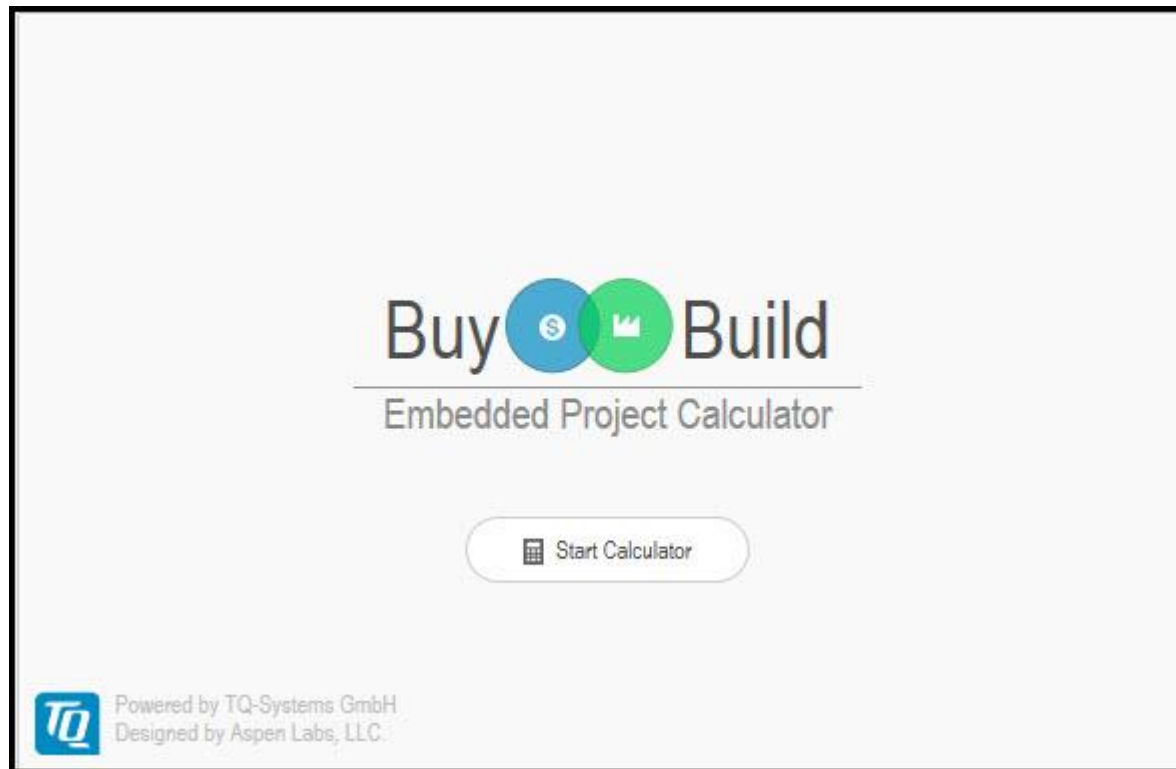 Buy $ Build
Embedded Project Calculator
Start Calculator
TQ
Powered by TQ-Systems GmbH
Designed by Aspen Labs, LLC.